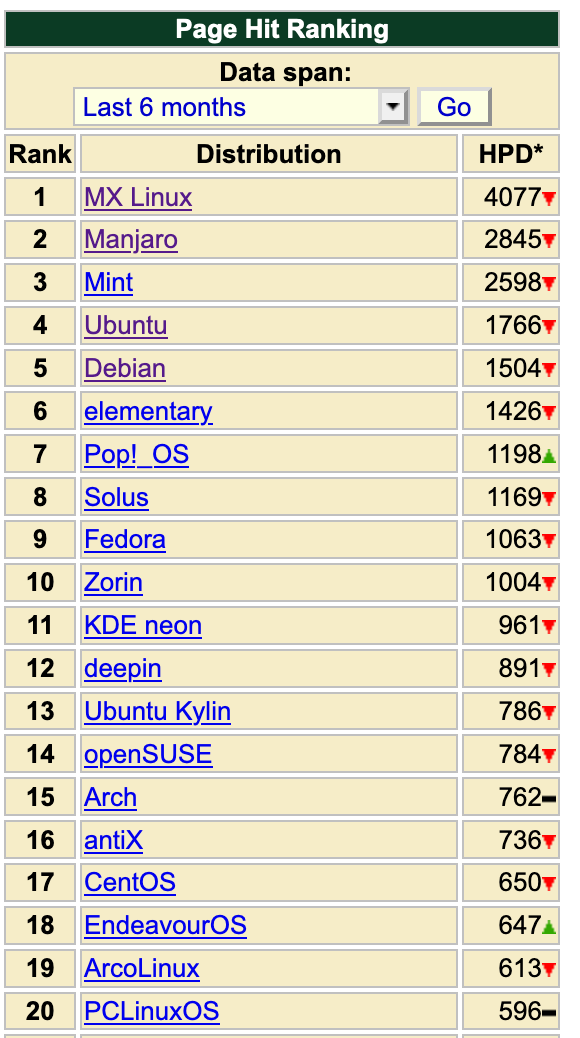 Page Hit Ranking
Data span:
Last 6 months Go
Rank Distribution HPD*
1 MX Linux 4077
2 Manjaro 2845
3 Mint 2598
4 Ubuntu 1766
5 Debian 1504
6 elementary 1426
7 Pop!_OS 1198
8 Solus 1169
9 Fedora 1063
10 Zorin 1004
11 KDE neon 961
12 deepin 891
13 Ubuntu Kylin 786
14 openSUSE 784
15 Arch 762
16 antiX 736
17 CentOS 650
18 EndeavourOS 647
19 ArcoLinux 613
20 PCLinuxOS 596